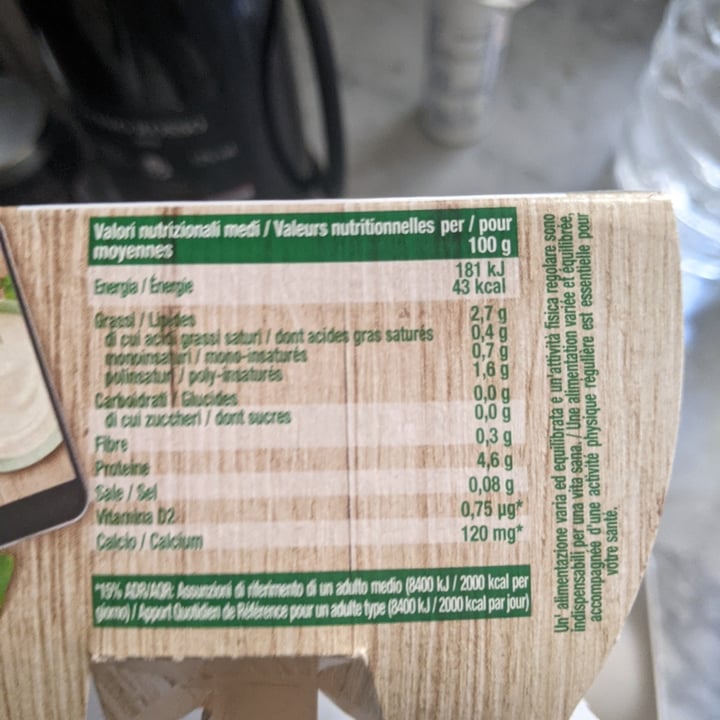 Valori nutrizionali medi / Valeurs nutritionnelles per / pour
moyennes 100 g
181 kJ
Energia / Énergie 43 kcal
Grassi / Lipides 2,7 g
di cui acidi grassi saturi / dont acides gras saturés 0,4 g
monoinsaturi / mono-insaturés 0,7 g
polinsaturi / poly-insaturés 1,6 g
Carboidrati / Glucides 0,0 g
di cui zuccheri / dont sucres 0,0 g
Fibre 0,3 g
Proteine 4,6 g
Sale / Sel 0,08 g
Vitamina D2 0,75 µg*
Calcio / Calcium 120 mg*
*15% ADR/AQR: Assunzioni di riferimento di un adulto medio (8400 kJ / 2000 kcal per
giorno) / Apport Quotidien de Référence pour un adulte type (8400 kJ / 2000 kcal par jour)
Un' alimentazione varia ed equilibrata e un'attività fisica regolare sono
indispensabili per una vita sana. / Une alimentation variée et équilibrée,
accompagnée d'une activité physique régulière est essentielle pour
votre santé.